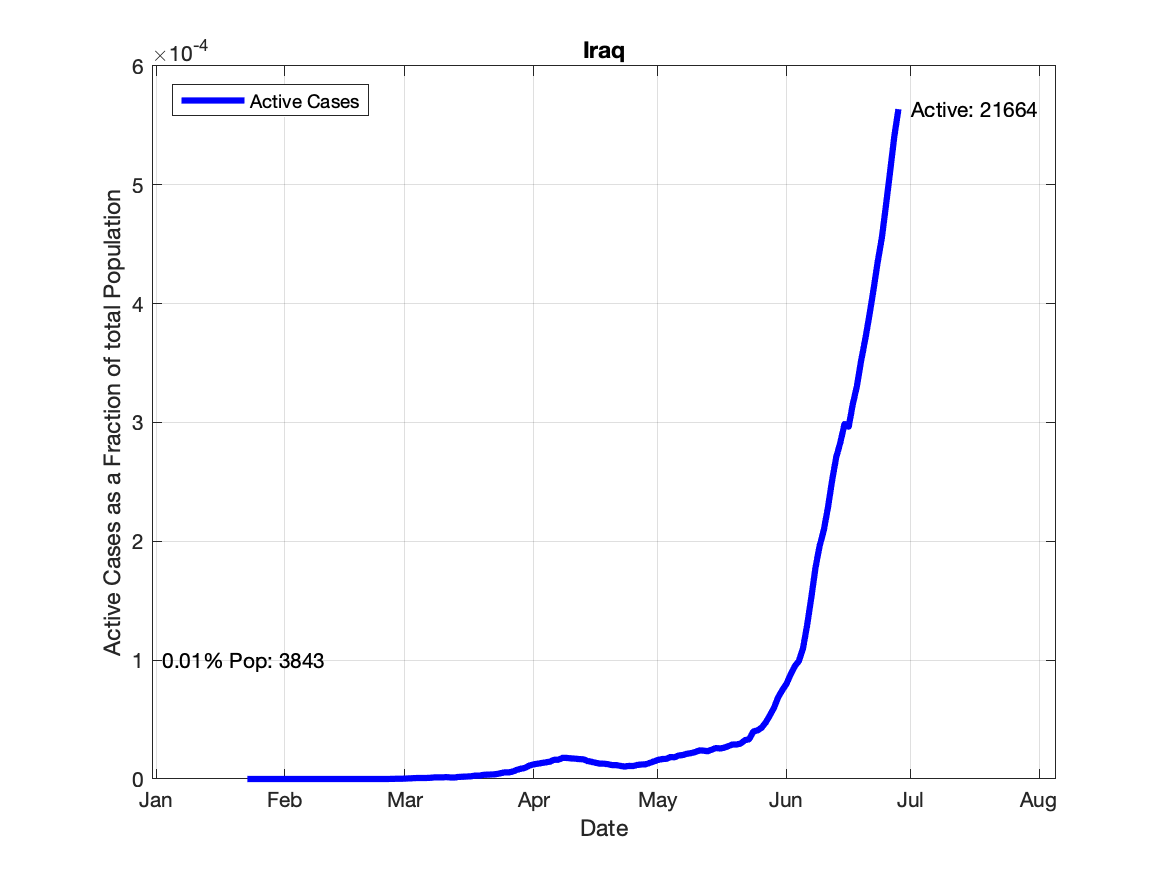 Iraq
×10-4
Active Cases
Active: 21664
6
5
4
3
2
1
0
0.01% Pop: 3843
Active Cases as a Fraction of total Population
Jan Feb Mar Apr May Jun Jul Aug
Date